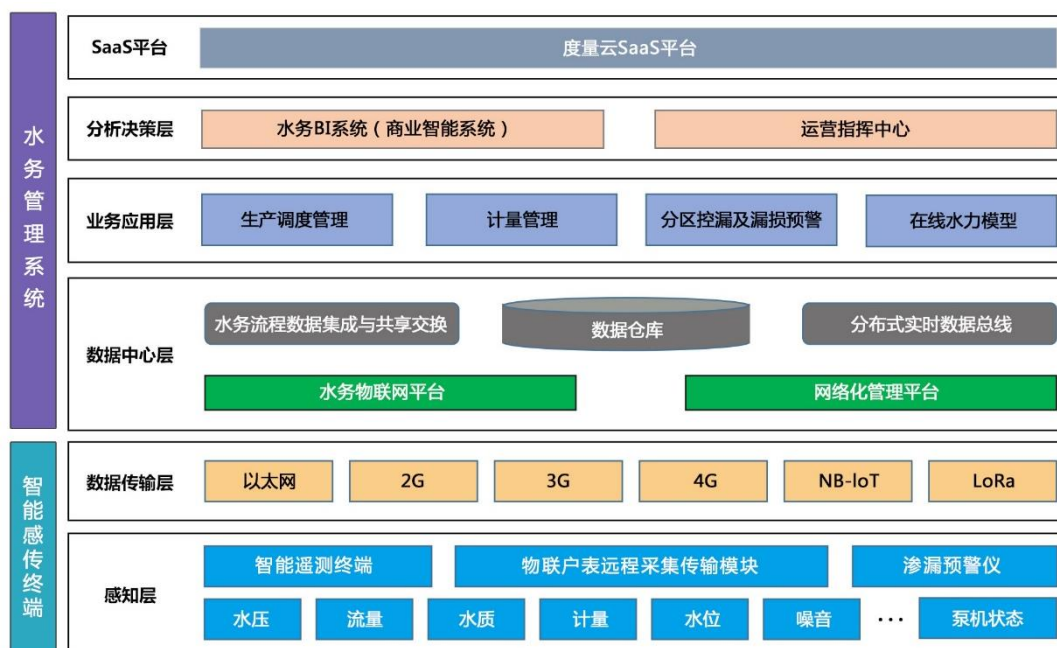 水务管理系统
SaaS平台
度量云SaaS平台
分析决策层
水务BI系统（商业智能系统）
运营指挥中心
业务应用层
生产调度管理
计量管理
分区控漏及漏损预警
在线水力模型
数据中心层
水务流程数据集成与共享交换
数据仓库
分布式实时数据总线
水务物联网平台
网络化管理平台
智能感传终端
数据传输层
以太网
2G
3G
4G
NB-IoT
LoRa
感知层
智能遥测终端
物联户表远程采集传输模块
渗漏预警仪
水压
流量
水质
计量
水位
噪音
···
泵机状态